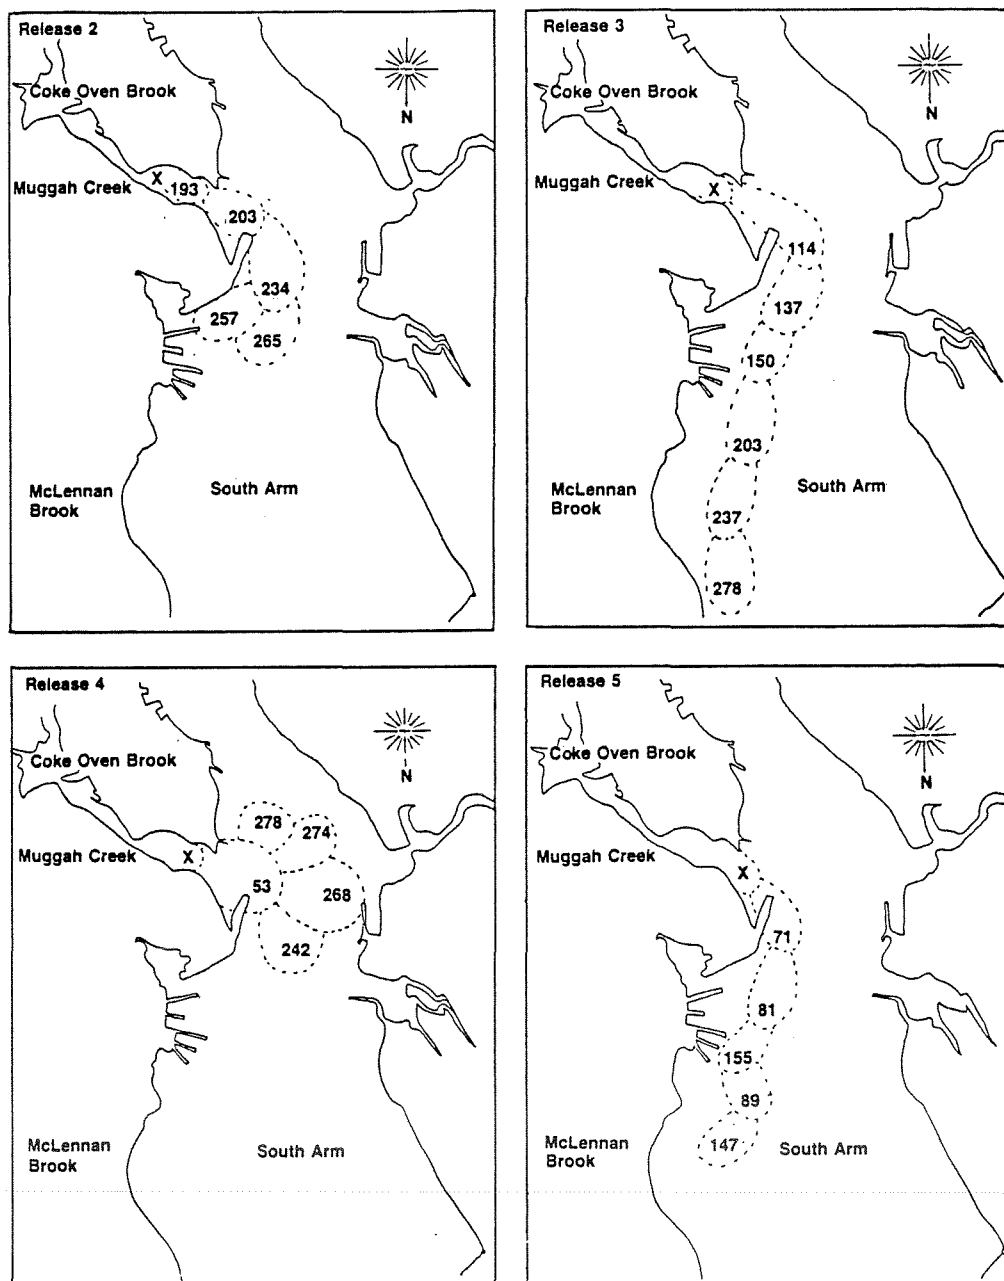 Release 2
Coke Oven Brook
N
Muggah Creek
X
193
203
234
257
265
McLennan
Brook
South Arm
Release 3
Coke Oven Brook
N
Muggah Creek
X
114
137
150
203
McLennan
Brook
South Arm
237
278
Release 4
Coke Oven Brook
N
278
274
Muggah Creek
X
53
268
242
McLennan
Brook
South Arm
Release 5
Coke Oven Brook
N
Muggah Creek
X
71
81
155
89
McLennan
Brook
147
South Arm